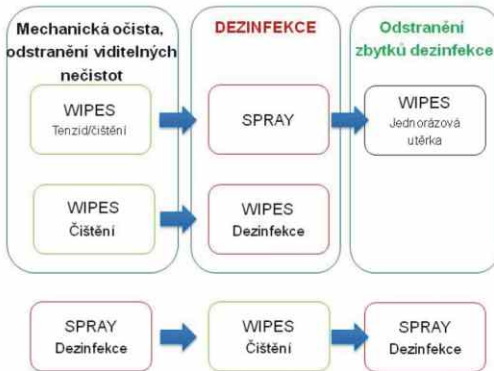 Mechanická očista,
odstranění viditelných
nečistot
DEZINFEKCE
Odstranění
zbytků dezinfekce
WIPES
Tenzid/čištění
SPRAY
WIPES
Jednorázová
utěrka
WIPES
Čištění
WIPES
Dezinfekce
SPRAY
Dezinfekce
WIPES
Čištění
SPRAY
Dezinfekce